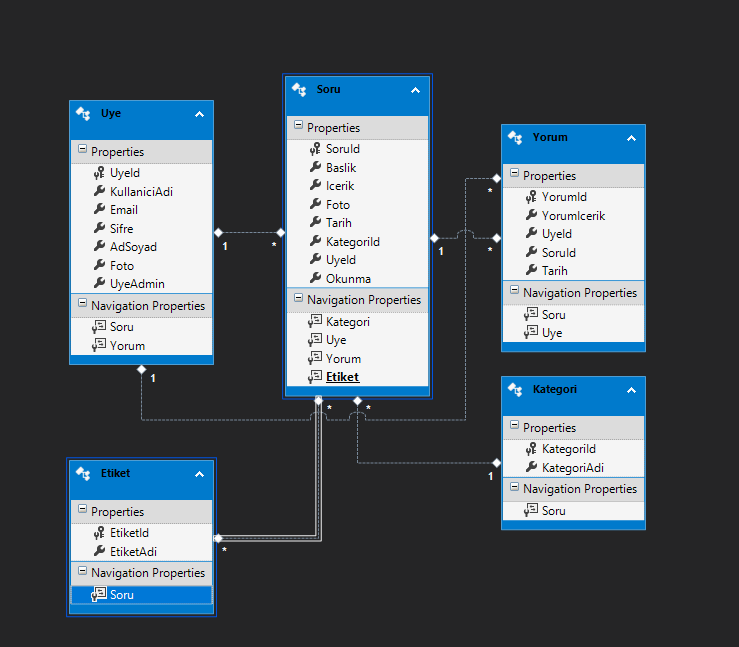 Uye
Properties
UyeId
KullaniciAdi
Email
Sifre
AdSoyad
Foto
UyeAdmin
Navigation Properties
Soru
Yorum
1
*
1
Soru
Properties
SoruId
Baslik
Icerik
Foto
Tarih
KategoriId
UyeId
Okunma
Navigation Properties
Kategori
Uye
Yorum
Etiket
1
*
*
*
Yorum
Properties
YorumId
YorumIcerik
UyeId
SoruId
Tarih
Navigation Properties
Soru
Uye
*
Kategori
Properties
KategoriId
KategoriAdi
Navigation Properties
Soru
1
Etiket
Properties
EtiketId
EtiketAdi
Navigation Properties
Soru
*